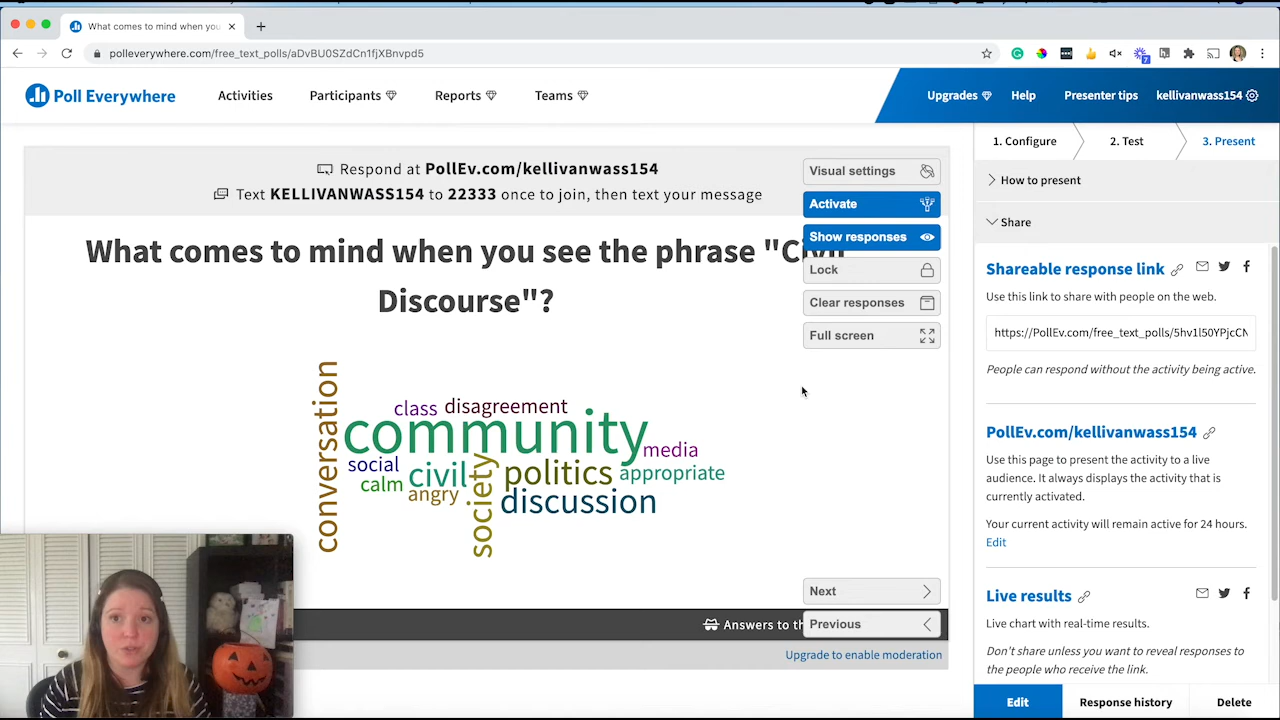 What comes to mind when you
polleverywhere.com/free_text_polls/aDvBU0SZdCn1fjXBnvpd5
7
Poll Everywhere
Activities
Participants
Reports
Teams
Upgrades
Help
Presenter tips
kellivanwass154
1. Configure
2. Test
3. Present
Respond at PollEv.com/kellivanwass154
Text KELLIVANWASS154 to 22333 once to join, then text your message
What comes to mind when you see the phrase "Civil
Discourse"?
Visual settings
Activate
Show responses
Lock
Clear responses
Full screen
conversation
class
disagreement
community
media
social
civil
politics
appropriate
calm
angry
society
discussion
Next
Previous
Answers to th
Upgrade to enable moderation
How to present
Share
Shareable response link
Use this link to share with people on the web.
https://PollEv.com/free_text_polls/5hv1l50YPjcCN
People can respond without the activity being active.
PollEv.com/kellivanwass154
Use this page to present the activity to a live
audience. It always displays the activity that is
currently activated.
Your current activity will remain active for 24 hours.
Edit
Live results
Live chart with real-time results.
Don't share unless you want to reveal responses to
the people who receive the link.
Edit
Response history
Delete